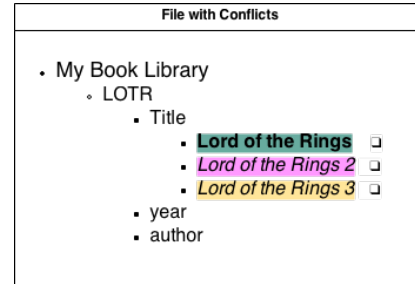 File with Conflicts
My Book Library
LOTR
Title
Lord of the Rings
Lord of the Rings 2
Lord of the Rings 3
year
author